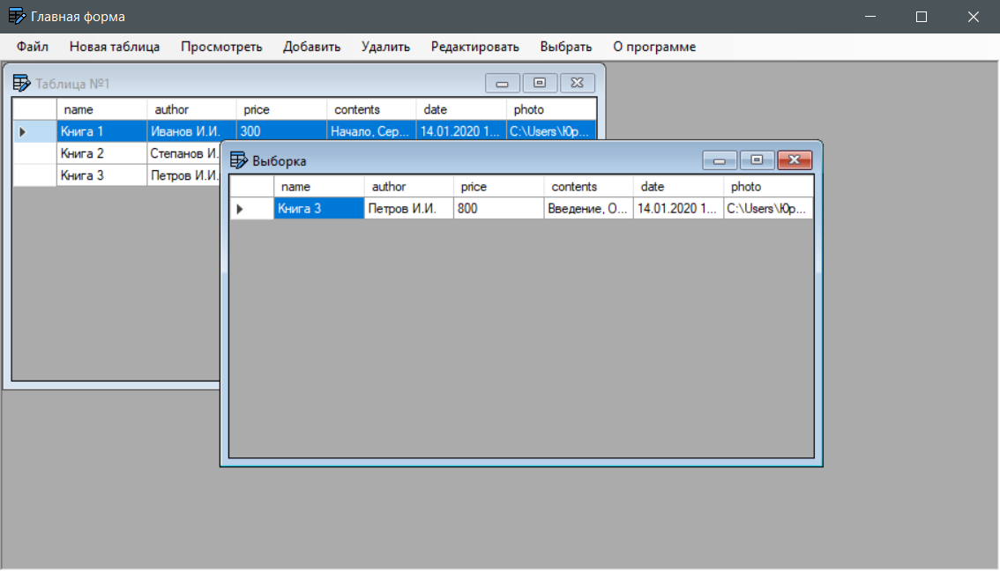 Главная форма
Файл Новая таблица Просмотреть Добавить Удалить Редактировать Выбрать О программе
Таблица №1
name author price contents date photo
Книга 1 Иванов И.И. 300 Начало, Сер... 14.01.2020 1... C:\Users\Юр...
Книга 2 Степанов И.
Книга 3 Петров И.И.
Выборка
name author price contents date photo
Книга 3 Петров И.И. 800 Введение, О... 14.01.2020 1... C:\Users\Юр...